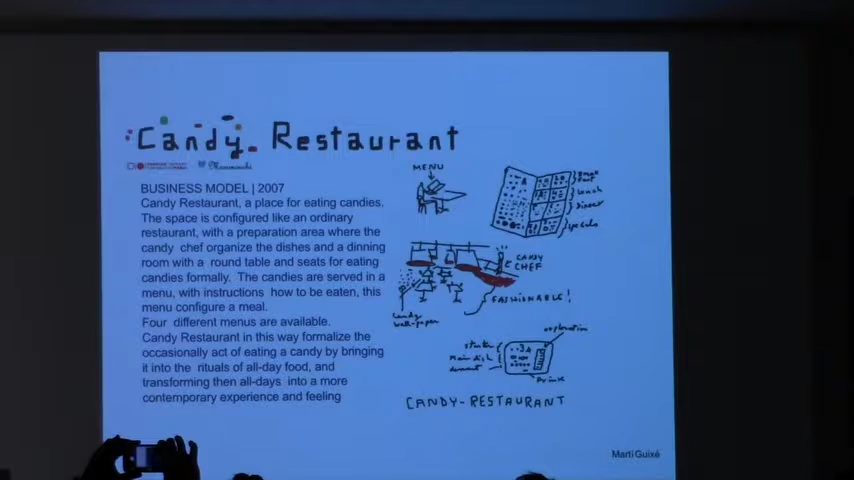 Candy Restaurant
BUSINESS MODEL | 2007
Candy Restaurant, a place for eating candies.
The space is configured like an ordinary
restaurant, with a preparation area where the
candy chef organize the dishes and a dining
room with a round table and seats for eating
candies formally. The candies are served in a
menu, with instructions how to be eaten, this
menu configure a meal.
Four different menus are available.
Candy Restaurant in this way formalize the
occasionally act of eating a candy by bringing
it into the rituals of all-day food, and
transforming then all-days into a more
contemporary experience and feeling
MENU
lunch
Dinner
specials
CANDY
CHEF
FASHIONABLE!
Candy
wall-paper
explanation
starter
Main dish
dessert
Drink
CANDY-RESTAURANT
Martí Guixé